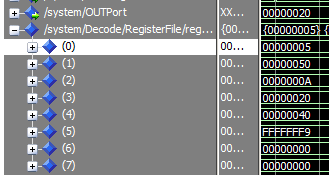 /system/OUTPort XX... 00000020
/system/Decode/RegisterFile/reg... {00... {00000005} {
(0) 00... 00000005
(1) 00... 00000050
(2) 00... 0000000A
(3) 00... 00000020
(4) 00... 00000040
(5) 00... FFFFFFF9
(6) 00... 00000000
(7) 00... 00000000